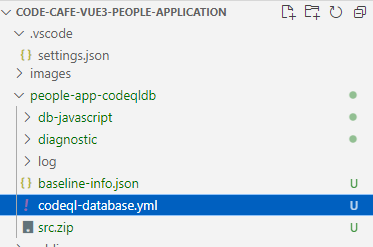 CODE-CAFE-VUE3-PEOPLE-APPLICATION
.vscode
{} settings.json
images
people-app-codeqldb
db-javascript
diagnostic
log
{} baseline-info.json U
! codeql-database.yml U
src.zip U